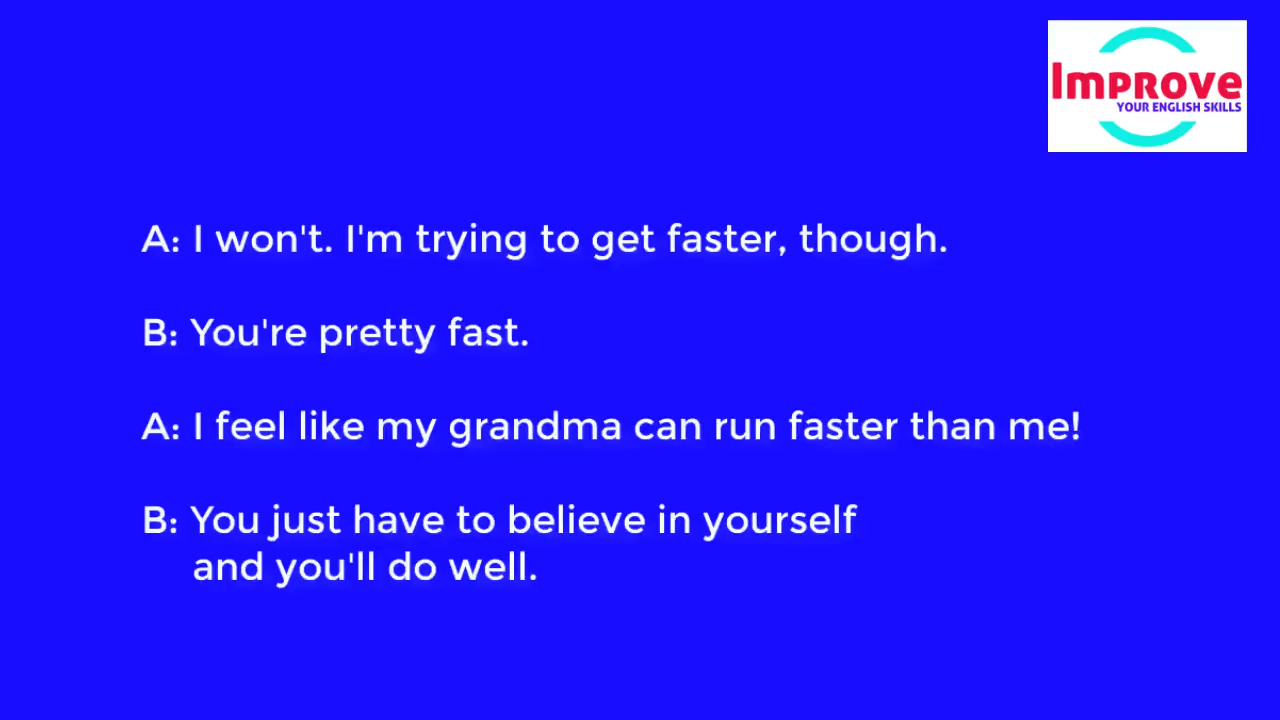 Improve
YOUR ENGLISH SKILLS
A: I won't. I'm trying to get faster, though.
B: You're pretty fast.
A: I feel like my grandma can run faster than me!
B: You just have to believe in yourself
and you'll do well.